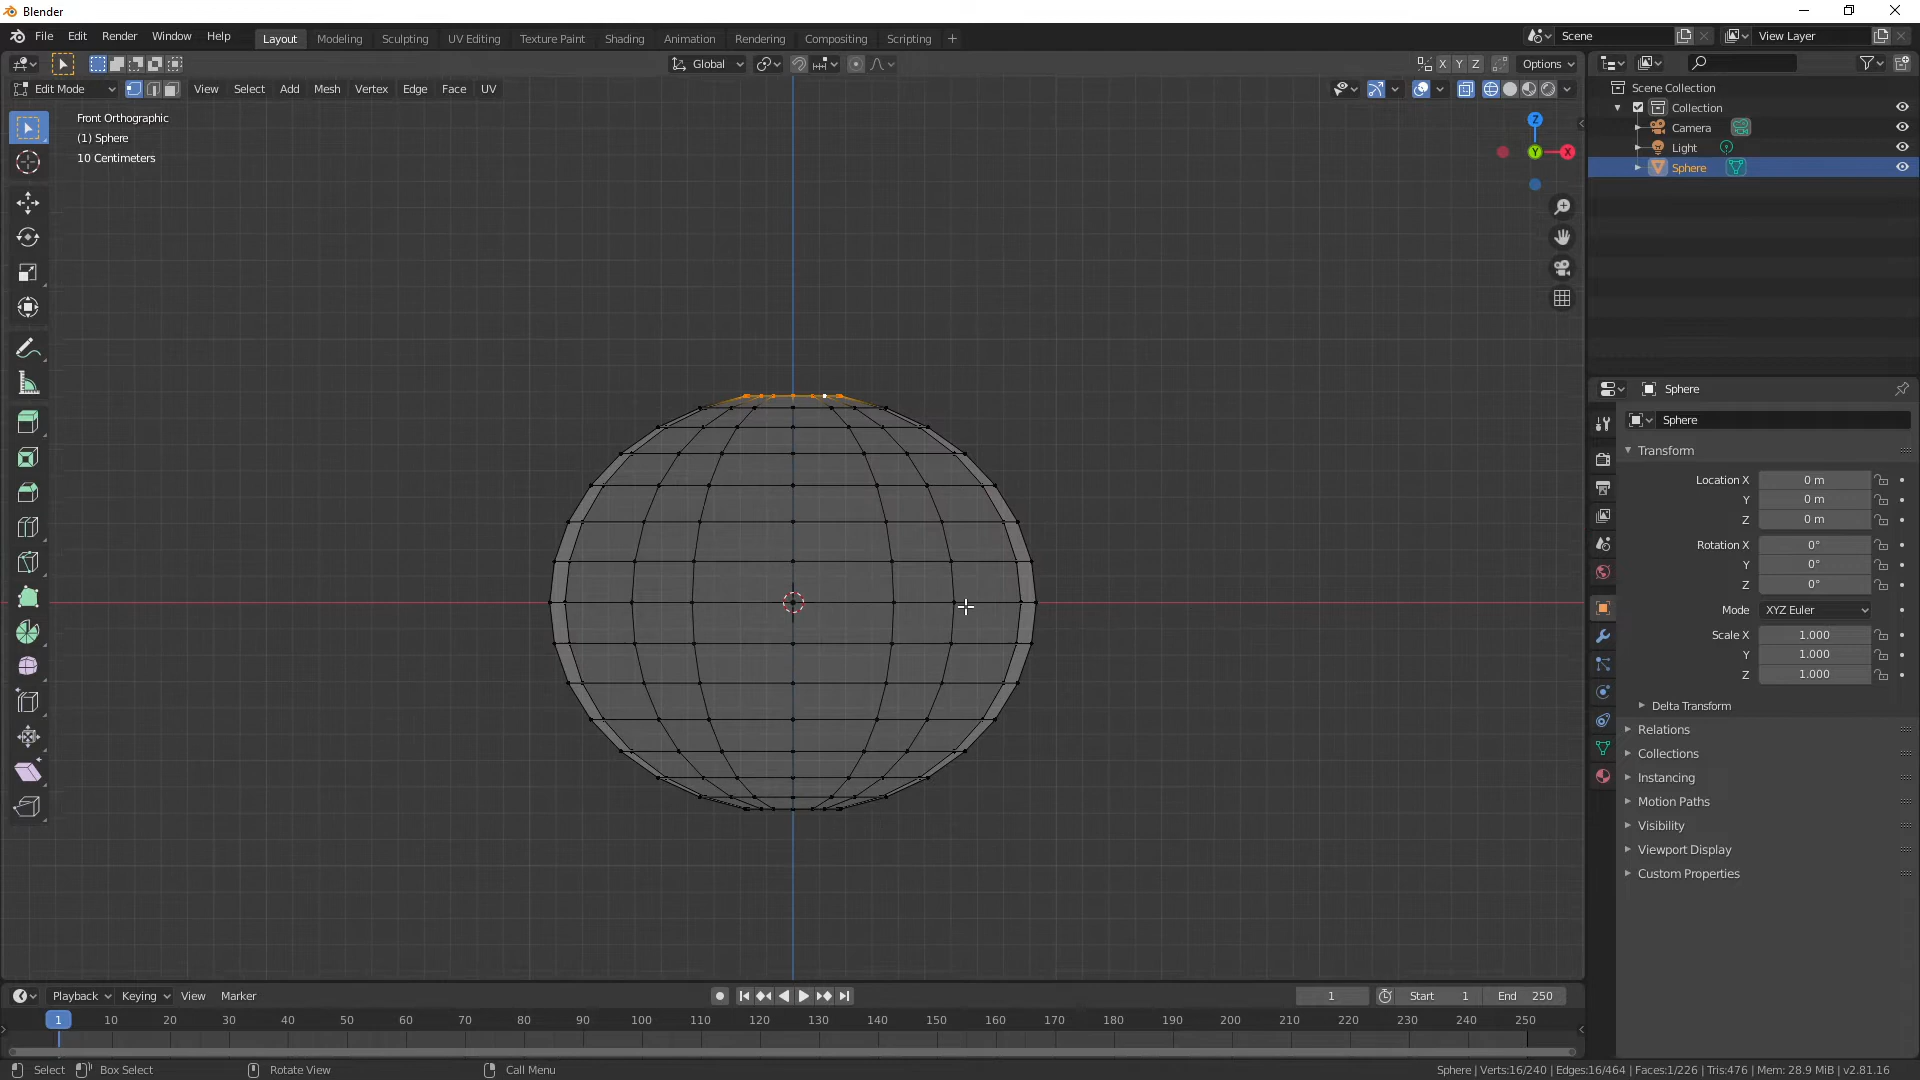 Blender
File Edit Render Window Help
Layout Modeling Sculpting UV Editing Texture Paint Shading Animation Rendering Compositing Scripting +
Scene
View Layer
Global
X Y Z
Options
Edit Mode View Select Add Mesh Vertex Edge Face UV
Front Orthographic
(1) Sphere
10 Centimeters
Z
Y
X
Scene Collection
Collection
Camera
Light
Sphere
Sphere
Sphere
Transform
Location X 0 m
Y 0 m
Z 0 m
Rotation X 0°
Y 0°
Z 0°
Mode XYZ Euler
Scale X 1.000
Y 1.000
Z 1.000
Delta Transform
Relations
Collections
Instancing
Motion Paths
Visibility
Viewport Display
Custom Properties
Playback Keying View Marker
1 Start 1 End 250
1 10 20 30 40 50 60 70 80 90 100 110 120 130 140 150 160 170 180 190 200 210 220 230 240 250
Select Box Select Rotate View Call Menu
Sphere | Verts:16/240 | Edges:16/464 | Faces:1/226 | Tris:476 | Mem: 28.9 MiB | v2.81.16